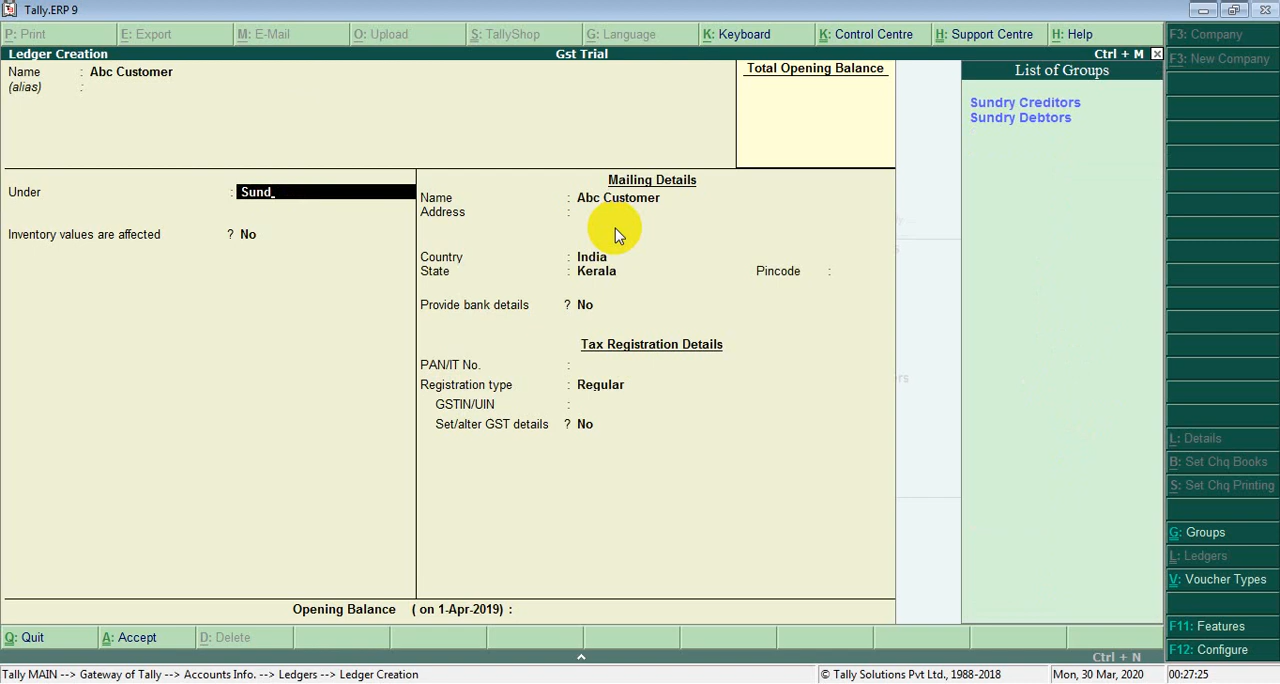 Tally.ERP 9
P: Print E: Export M: E-Mail O: Upload S: TallyShop G: Language K: Keyboard K: Control Centre H: Support Centre H: Help
F3: Company
F3: New Company
Ledger Creation Gst Trial Ctrl + M
Name : Abc Customer
(alias) :
Total Opening Balance
List of Groups
Sundry Creditors
Sundry Debtors
Under : Sund_
Inventory values are affected ? No
Mailing Details
Name : Abc Customer
Address :
Country : India
State : Kerala Pincode :
Provide bank details ? No
Tax Registration Details
PAN/IT No. :
Registration type : Regular
GSTIN/UIN :
Set/alter GST details ? No
L: Details
B: Set Chq Books
S: Set Chq Printing
G: Groups
L: Ledgers
V: Voucher Types
F11: Features
F12: Configure
Opening Balance ( on 1-Apr-2019) :
Q: Quit A: Accept D: Delete
Ctrl + N
Tally MAIN --> Gateway of Tally --> Accounts Info. --> Ledgers --> Ledger Creation © Tally Solutions Pvt Ltd., 1988-2018 Mon, 30 Mar, 2020 00:27:25